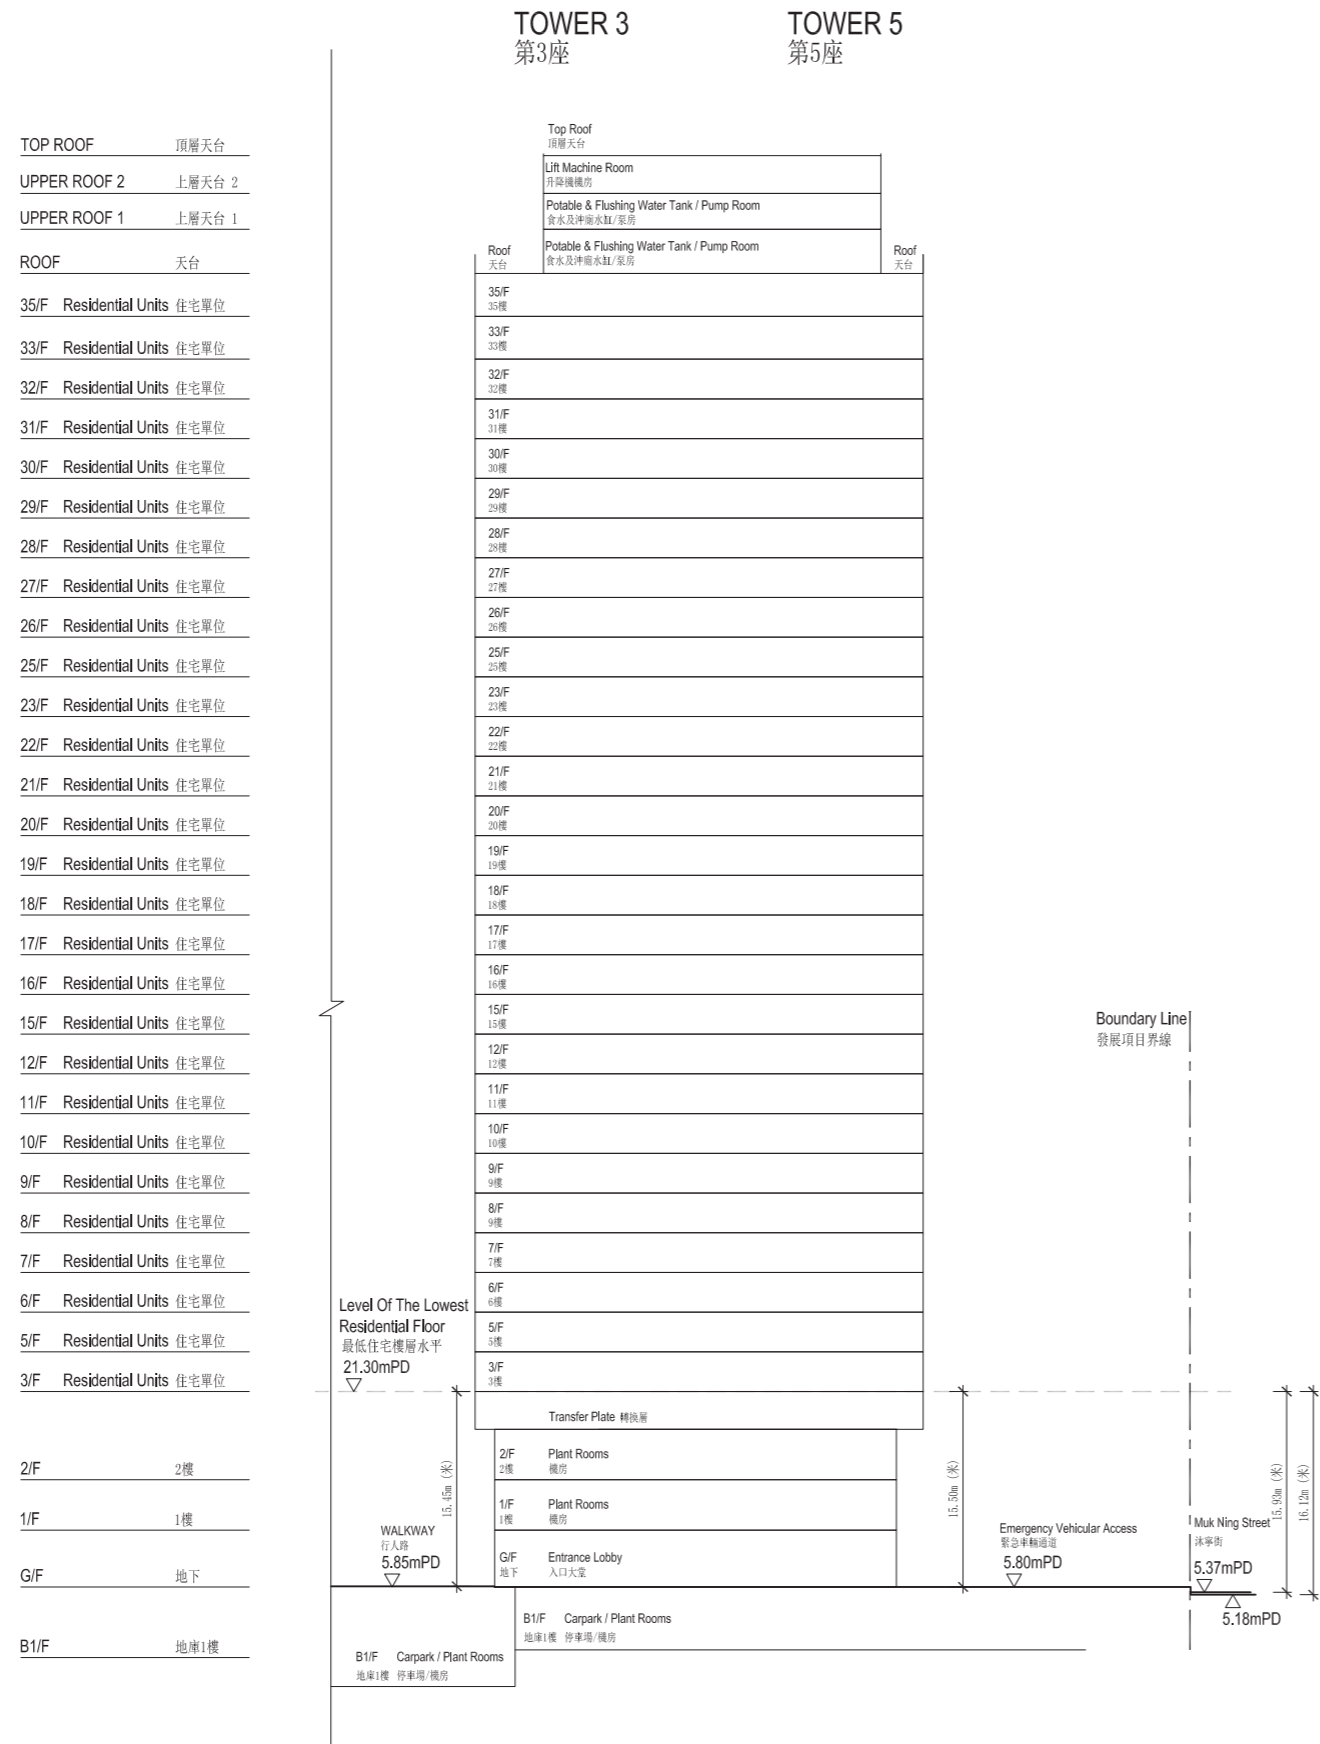 TOWER 3
第3座
TOWER 5
第5座
TOP ROOF 頂層天台
UPPER ROOF 2 上層天台 2
UPPER ROOF 1 上層天台 1
ROOF 天台
35/F Residential Units 住宅單位
33/F Residential Units 住宅單位
32/F Residential Units 住宅單位
31/F Residential Units 住宅單位
30/F Residential Units 住宅單位
29/F Residential Units 住宅單位
28/F Residential Units 住宅單位
27/F Residential Units 住宅單位
26/F Residential Units 住宅單位
25/F Residential Units 住宅單位
23/F Residential Units 住宅單位
22/F Residential Units 住宅單位
21/F Residential Units 住宅單位
20/F Residential Units 住宅單位
19/F Residential Units 住宅單位
18/F Residential Units 住宅單位
17/F Residential Units 住宅單位
16/F Residential Units 住宅單位
15/F Residential Units 住宅單位
12/F Residential Units 住宅單位
11/F Residential Units 住宅單位
10/F Residential Units 住宅單位
9/F Residential Units 住宅單位
8/F Residential Units 住宅單位
7/F Residential Units 住宅單位
6/F Residential Units 住宅單位
5/F Residential Units 住宅單位
3/F Residential Units 住宅單位
2/F 2樓
1/F 1樓
G/F 地下
B1/F 地庫1樓
Top Roof
頂層天台
Lift Machine Room
升降機機房
Potable & Flushing Water Tank / Pump Room
食水及沖廁水缸/泵房
Potable & Flushing Water Tank / Pump Room
食水及沖廁水缸/泵房
Roof
天台
Roof
天台
35/F
35樓
33/F
33樓
32/F
32樓
31/F
31樓
30/F
30樓
29/F
29樓
28/F
28樓
27/F
27樓
26/F
26樓
25/F
25樓
23/F
23樓
22/F
22樓
21/F
21樓
20/F
20樓
19/F
19樓
18/F
18樓
17/F
17樓
16/F
16樓
15/F
15樓
12/F
12樓
11/F
11樓
10/F
10樓
9/F
9樓
8/F
9樓
7/F
7樓
6/F
6樓
5/F
5樓
3/F
3樓
Transfer Plate 轉換層
2/F Plant Rooms
2樓 機房
1/F Plant Rooms
1樓 機房
G/F Entrance Lobby
地下 入口大堂
B1/F Carpark / Plant Rooms
地庫1樓 停車場/機房
B1/F Carpark / Plant Rooms
地庫1樓 停車場/機房
Level Of The Lowest
Residential Floor
最低住宅樓層水平
21.30mPD
15.45m (米)
WALKWAY
行人路
5.85mPD
15.50m (米)
Emergency Vehicular Access
緊急車輛通道
5.80mPD
Boundary Line
發展項目界線
Muk Ning Street
沐寧街
5.37mPD
5.18mPD
15.93m (米)
16.12m (米)